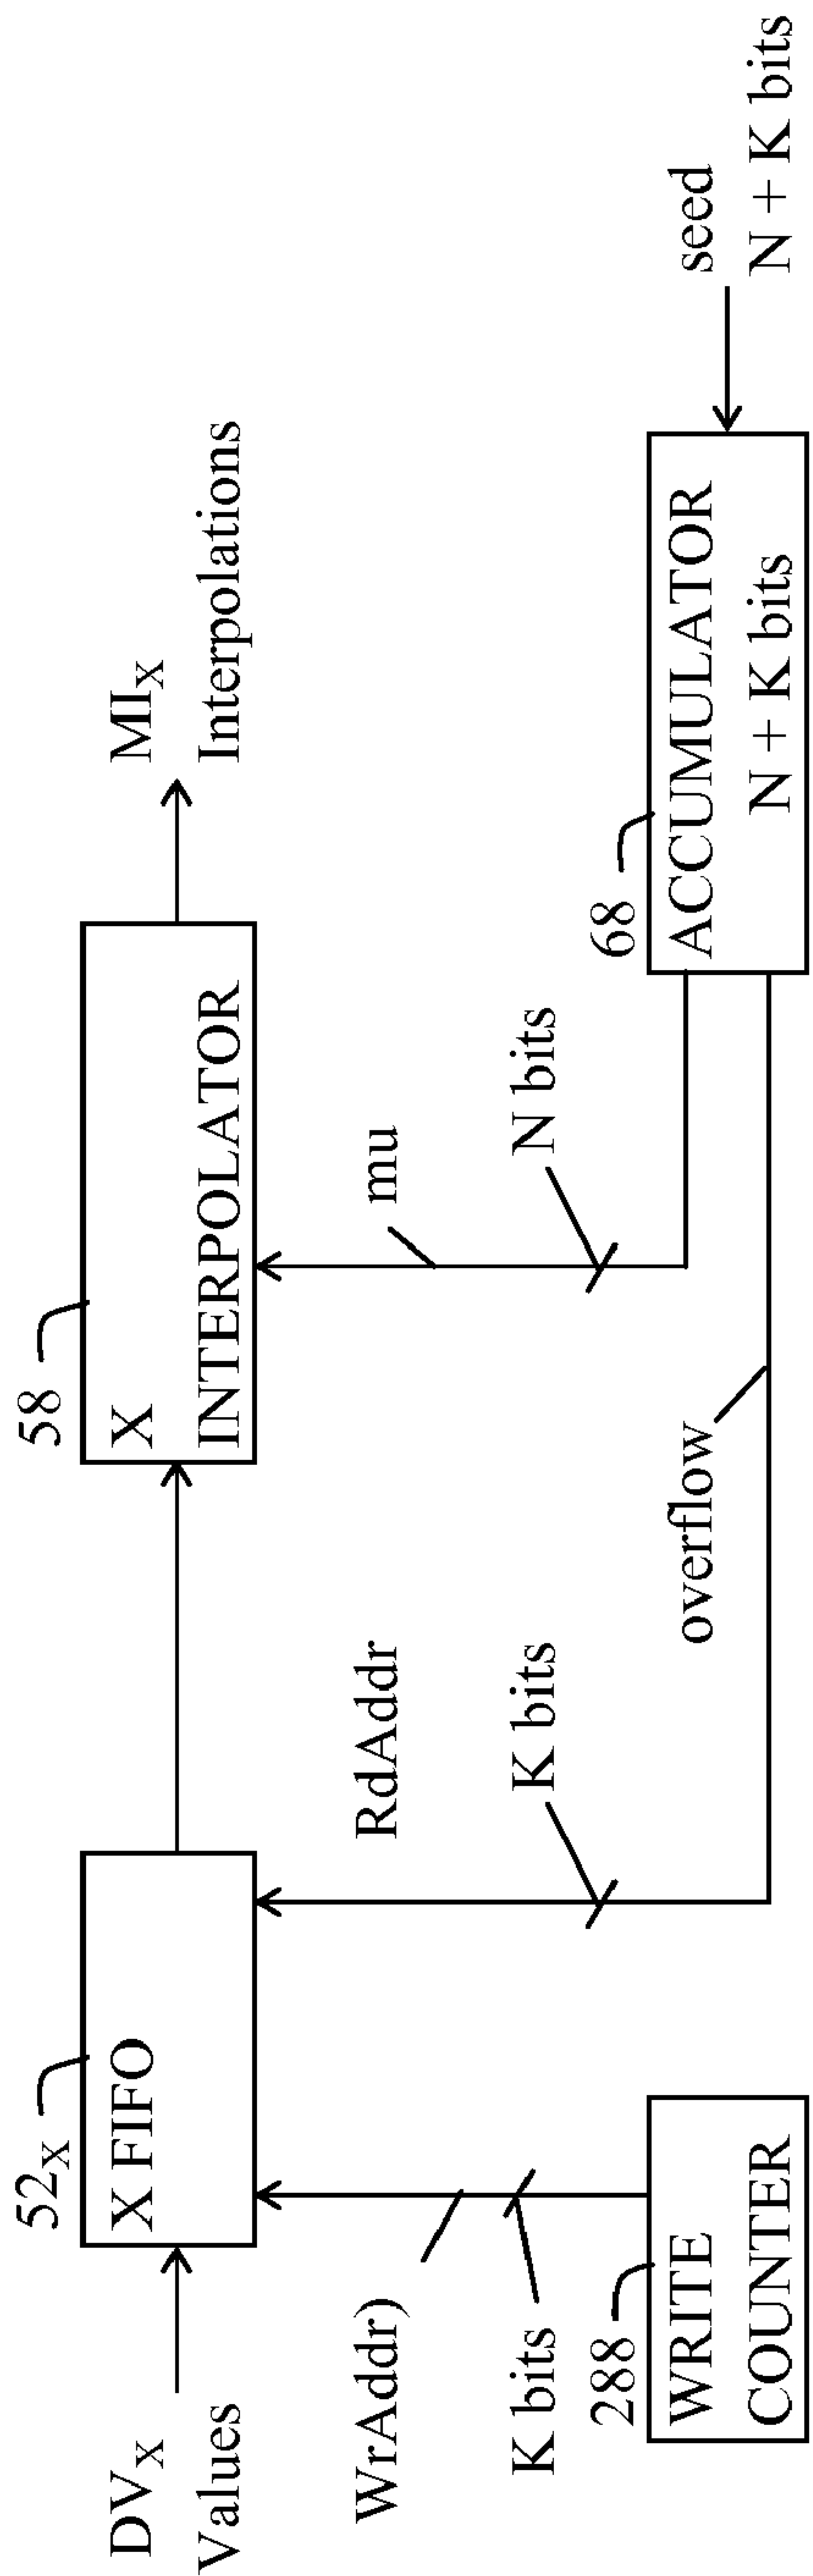 DVX
Values
52X
X FIFO
58
X
INTERPOLATOR
MIX
Interpolations
WrAddr)
K bits
RdAddr
K bits
mu
N bits
overflow
288
WRITE
COUNTER
68
ACCUMULATOR
N + K bits
seed
N + K bits